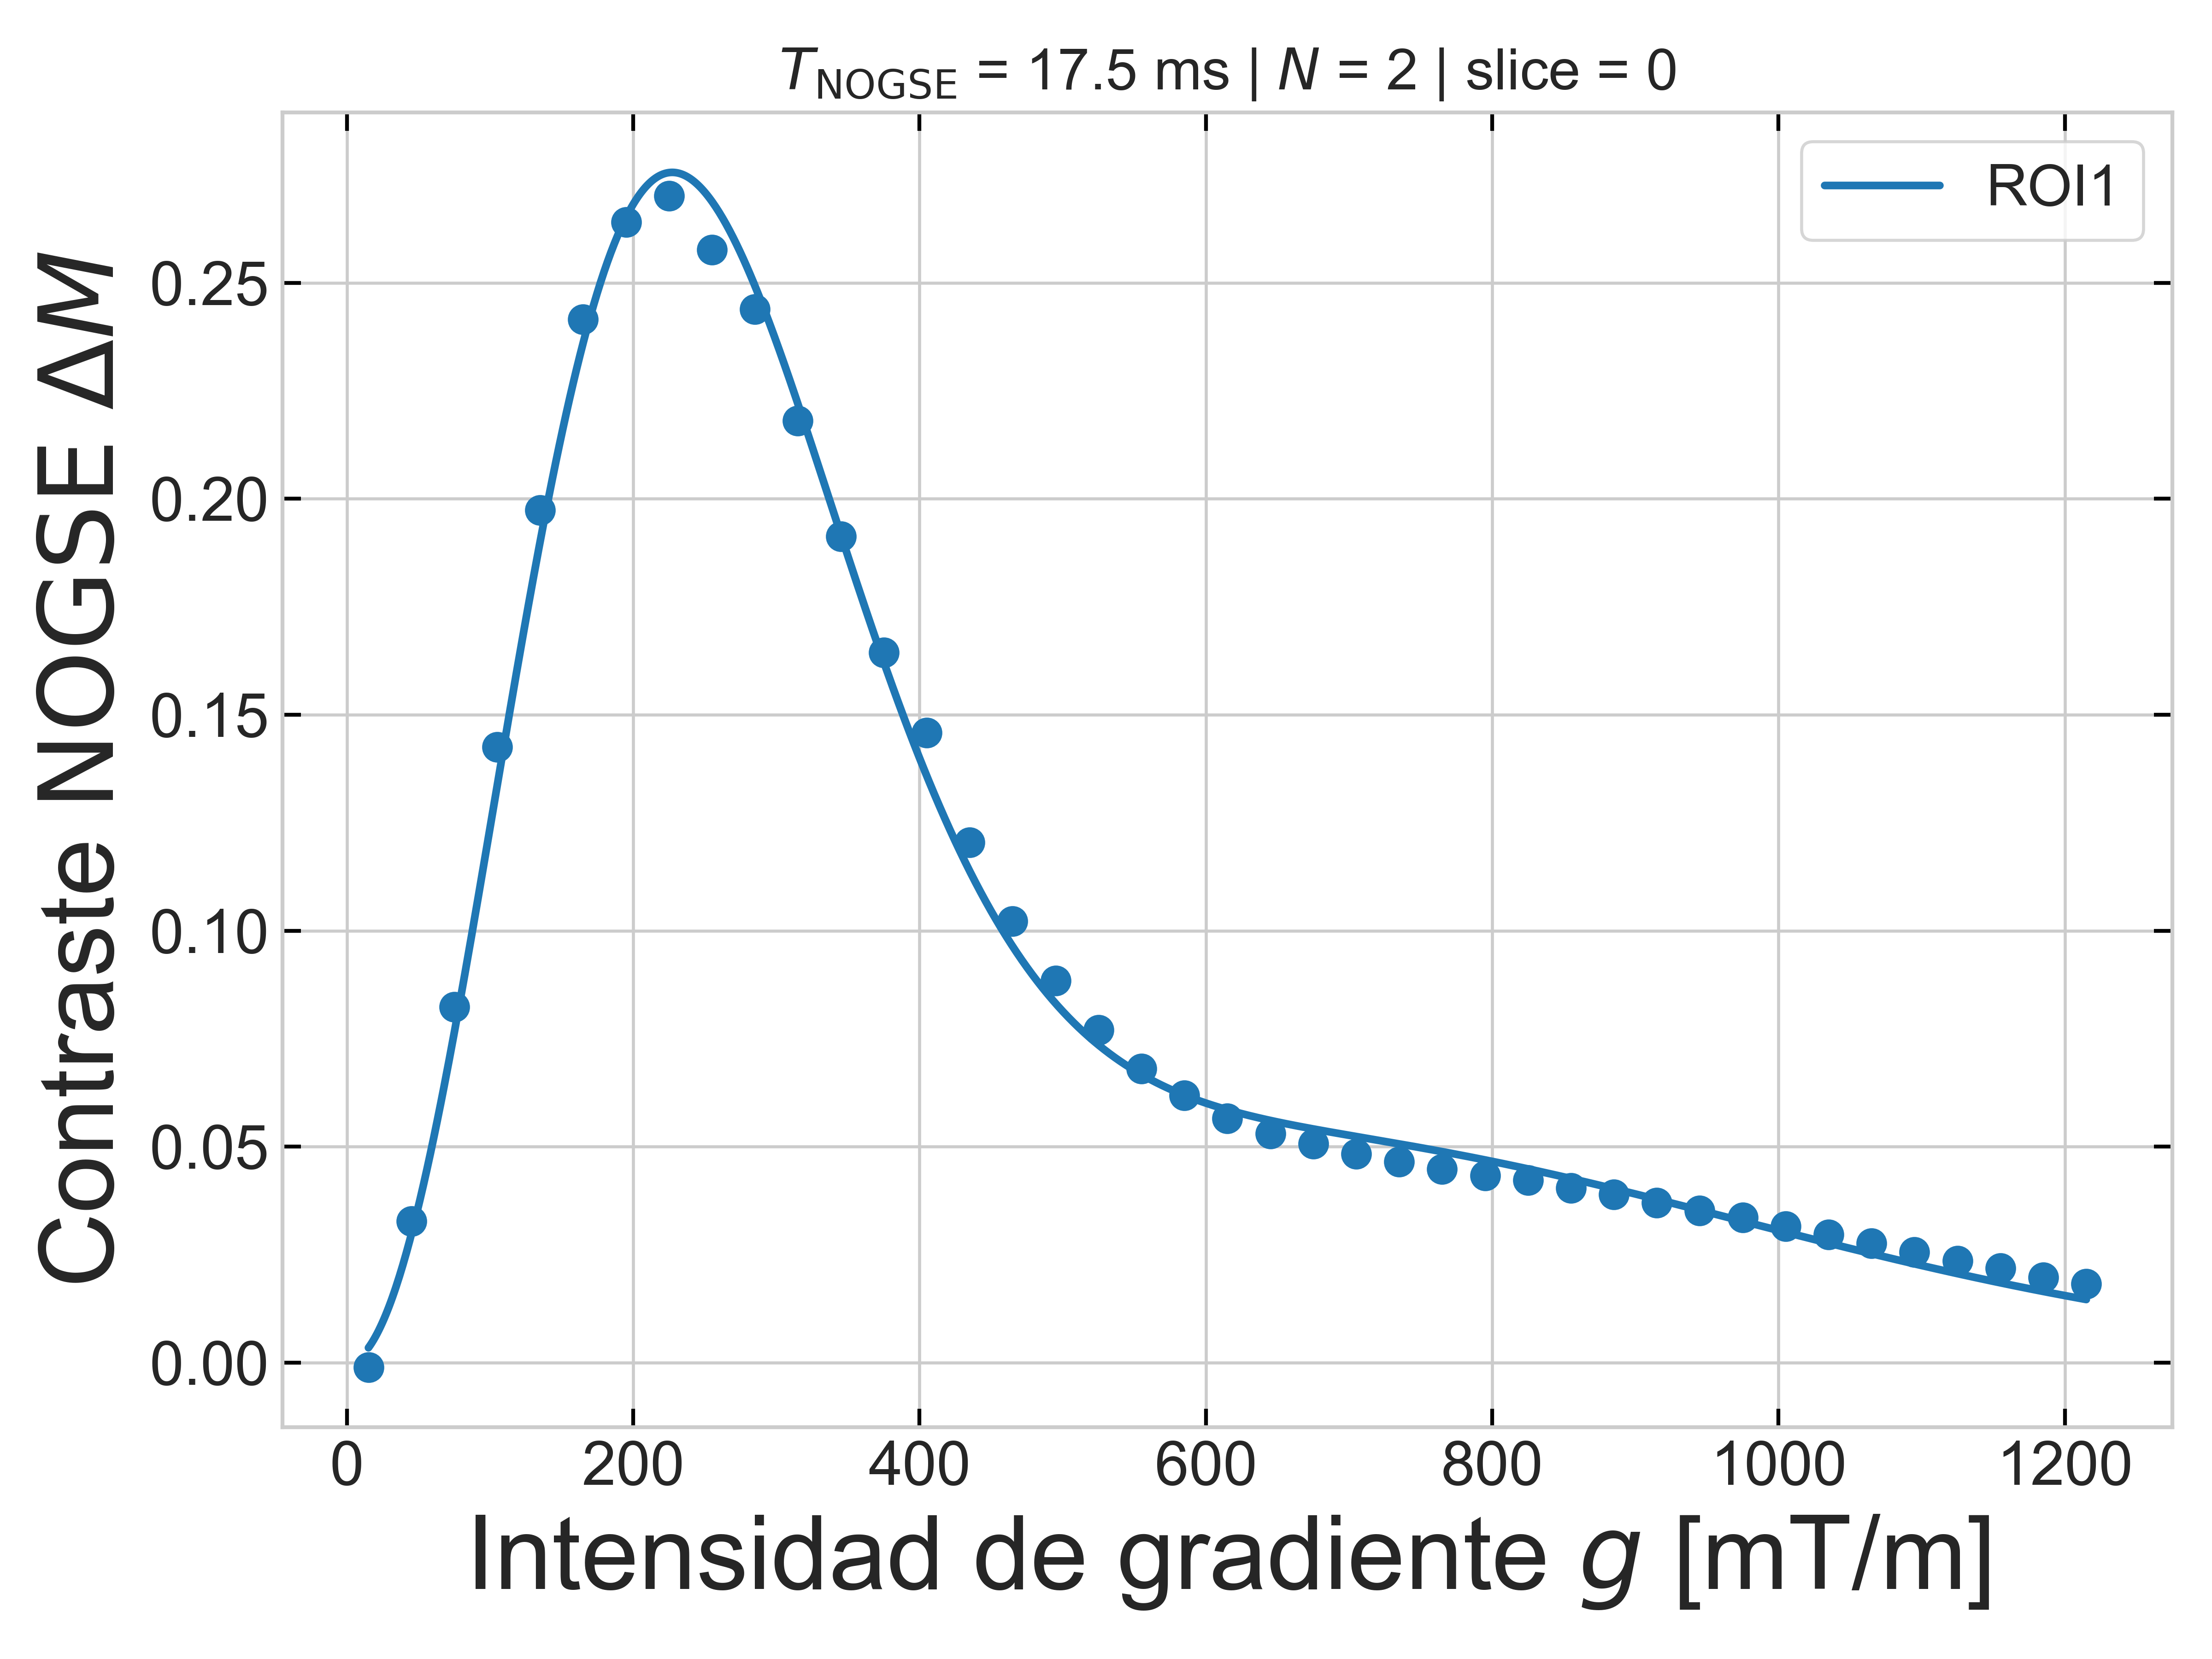 T_NOGSE = 17.5 ms | N = 2 | slice = 0
ROI1
Contraste NOGSE ΔM
0.25
0.20
0.15
0.10
0.05
0.00
0 200 400 600 800 1000 1200
Intensidad de gradiente g [mT/m]